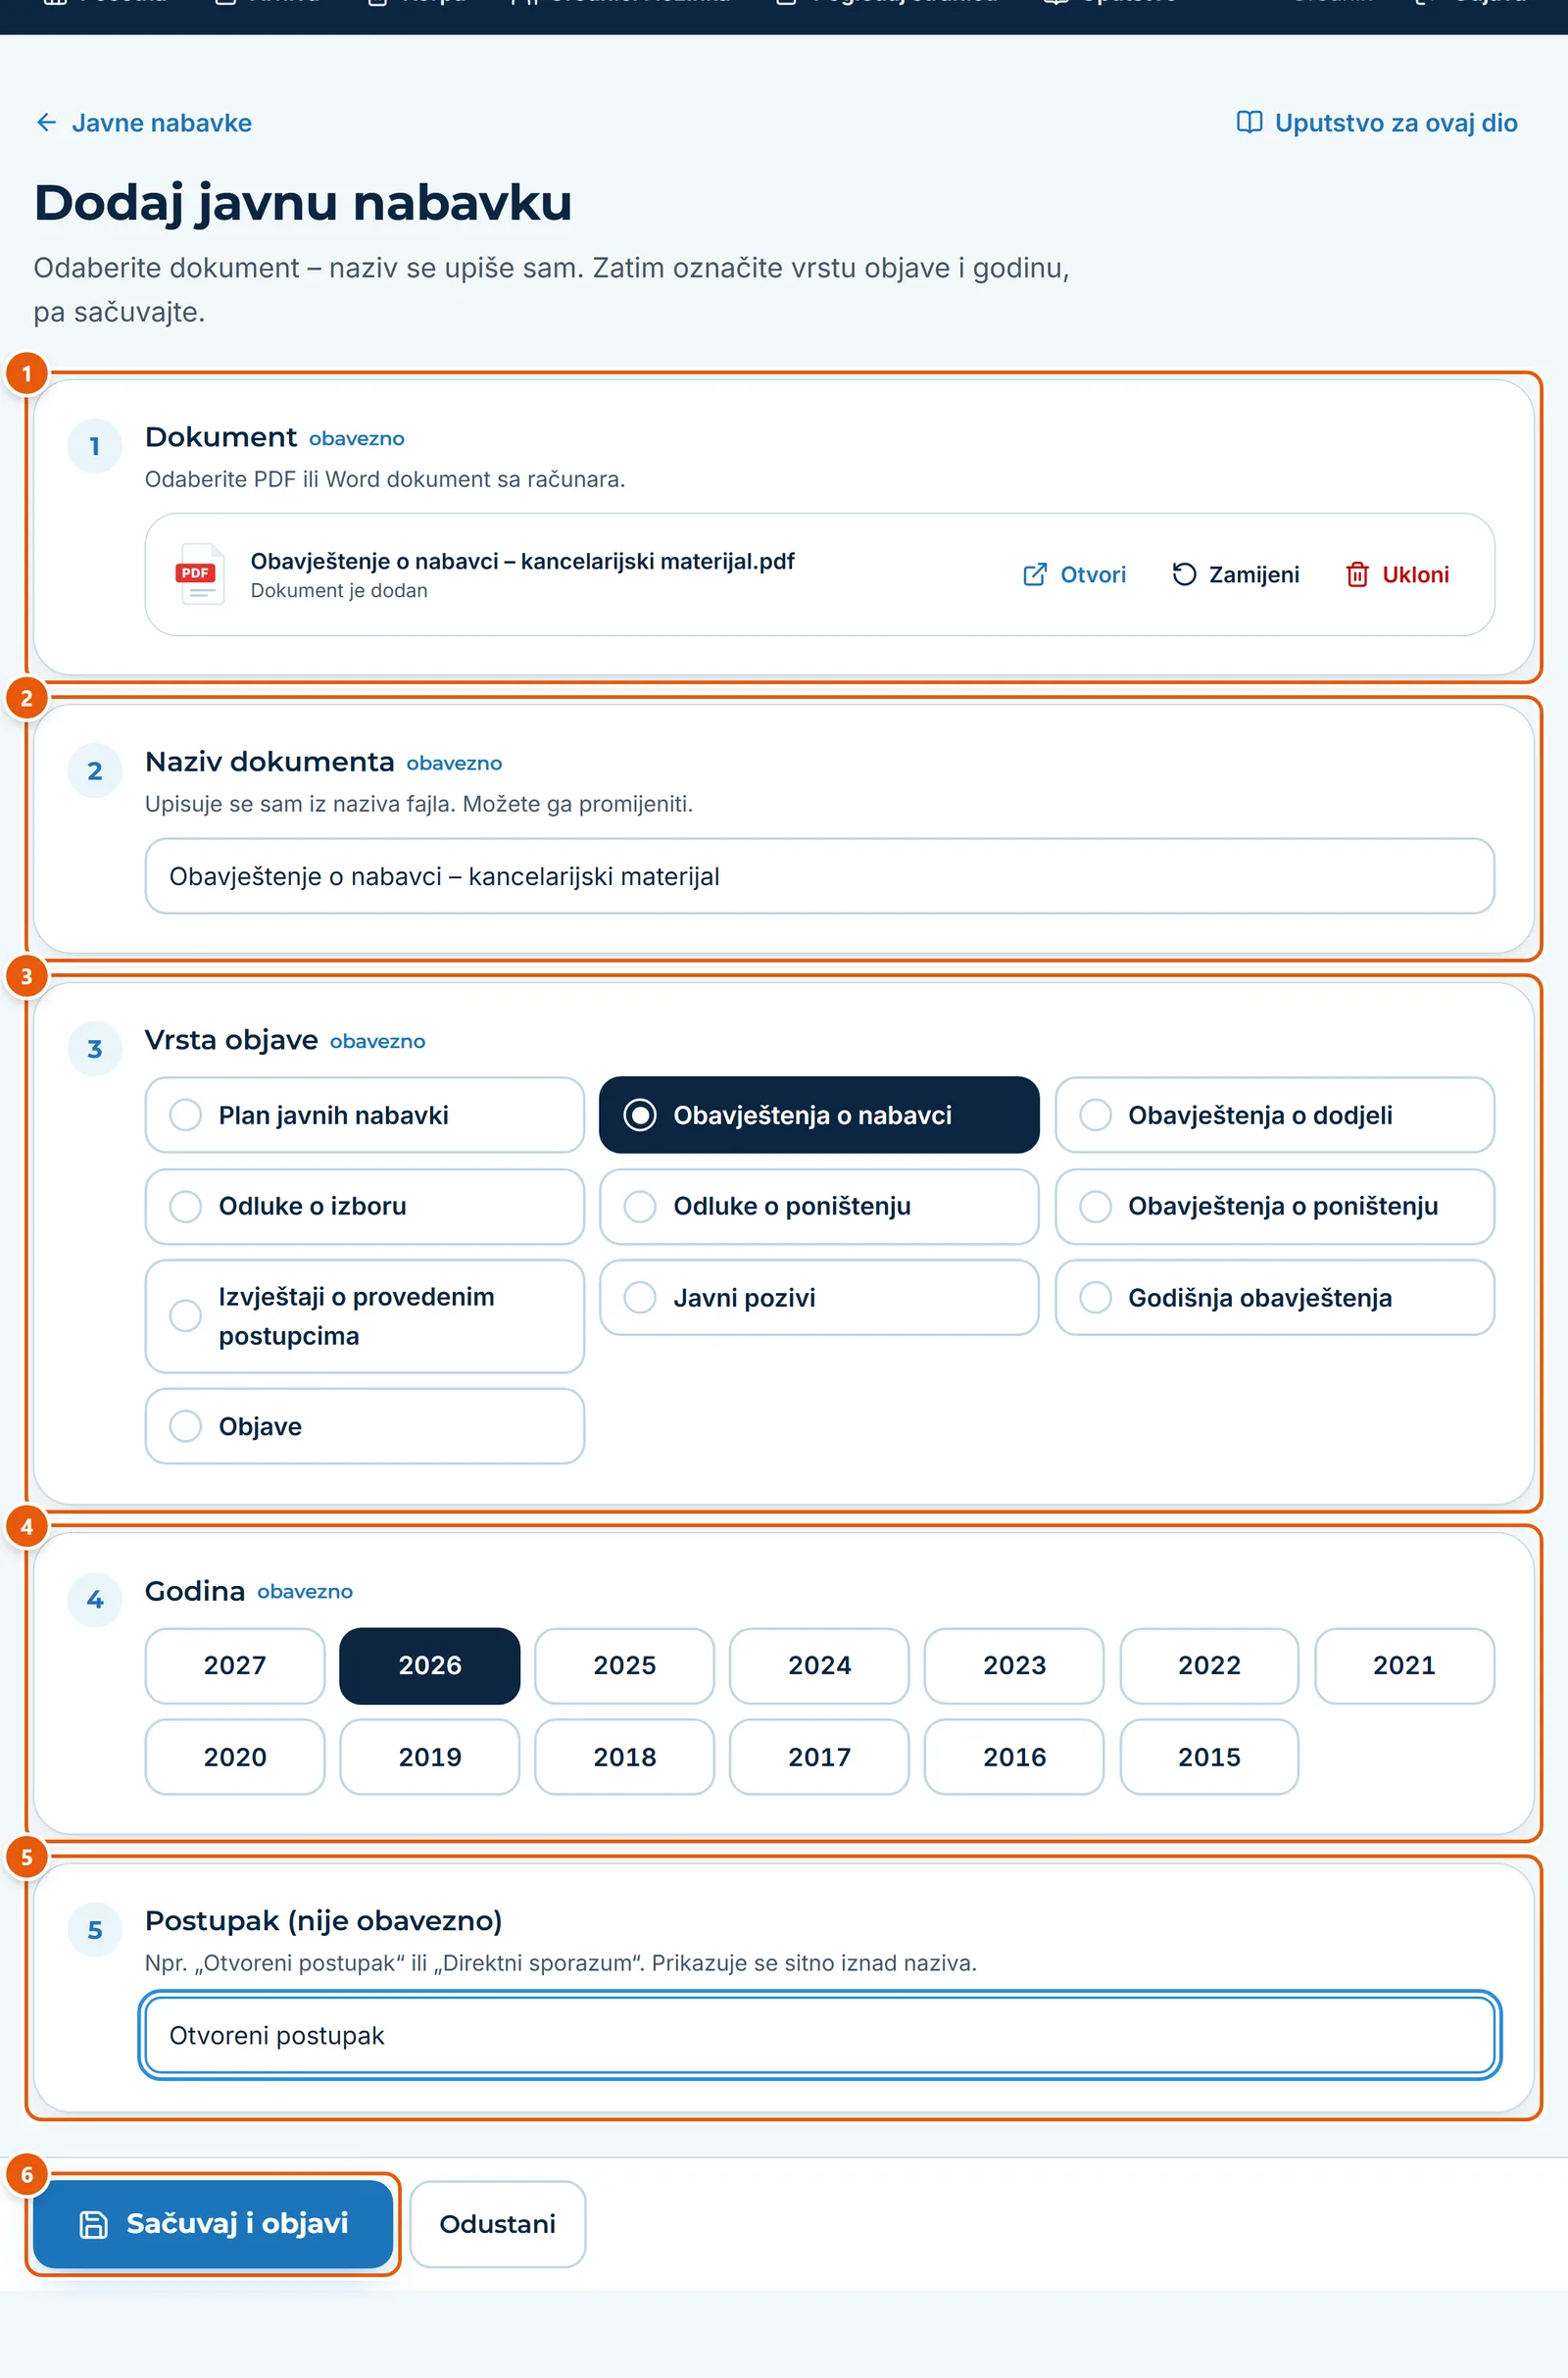 Javne nabavke
Uputstvo za ovaj dio
Dodaj javnu nabavku
Odaberite dokument – naziv se upiše sam. Zatim označite vrstu objave i godinu,
pa sačuvajte.
1
1
Dokument obavezno
Odaberite PDF ili Word dokument sa računara.
PDF
Obavještenje o nabavci – kancelarijski materijal.pdf
Dokument je dodan
Otvori
Zamijeni
Ukloni
2
2
Naziv dokumenta obavezno
Upisuje se sam iz naziva fajla. Možete ga promijeniti.
Obavještenje o nabavci – kancelarijski materijal
3
3
Vrsta objave obavezno
Plan javnih nabavki
Obavještenja o nabavci
Obavještenja o dodjeli
Odluke o izboru
Odluke o poništenju
Obavještenja o poništenju
Izvještaji o provedenim
postupcima
Javni pozivi
Godišnja obavještenja
Objave
4
4
Godina obavezno
2027
2026
2025
2024
2023
2022
2021
2020
2019
2018
2017
2016
2015
5
5
Postupak (nije obavezno)
Npr. „Otvoreni postupak“ ili „Direktni sporazum“. Prikazuje se sitno iznad naziva.
Otvoreni postupak
6
Sačuvaj i objavi
Odustani